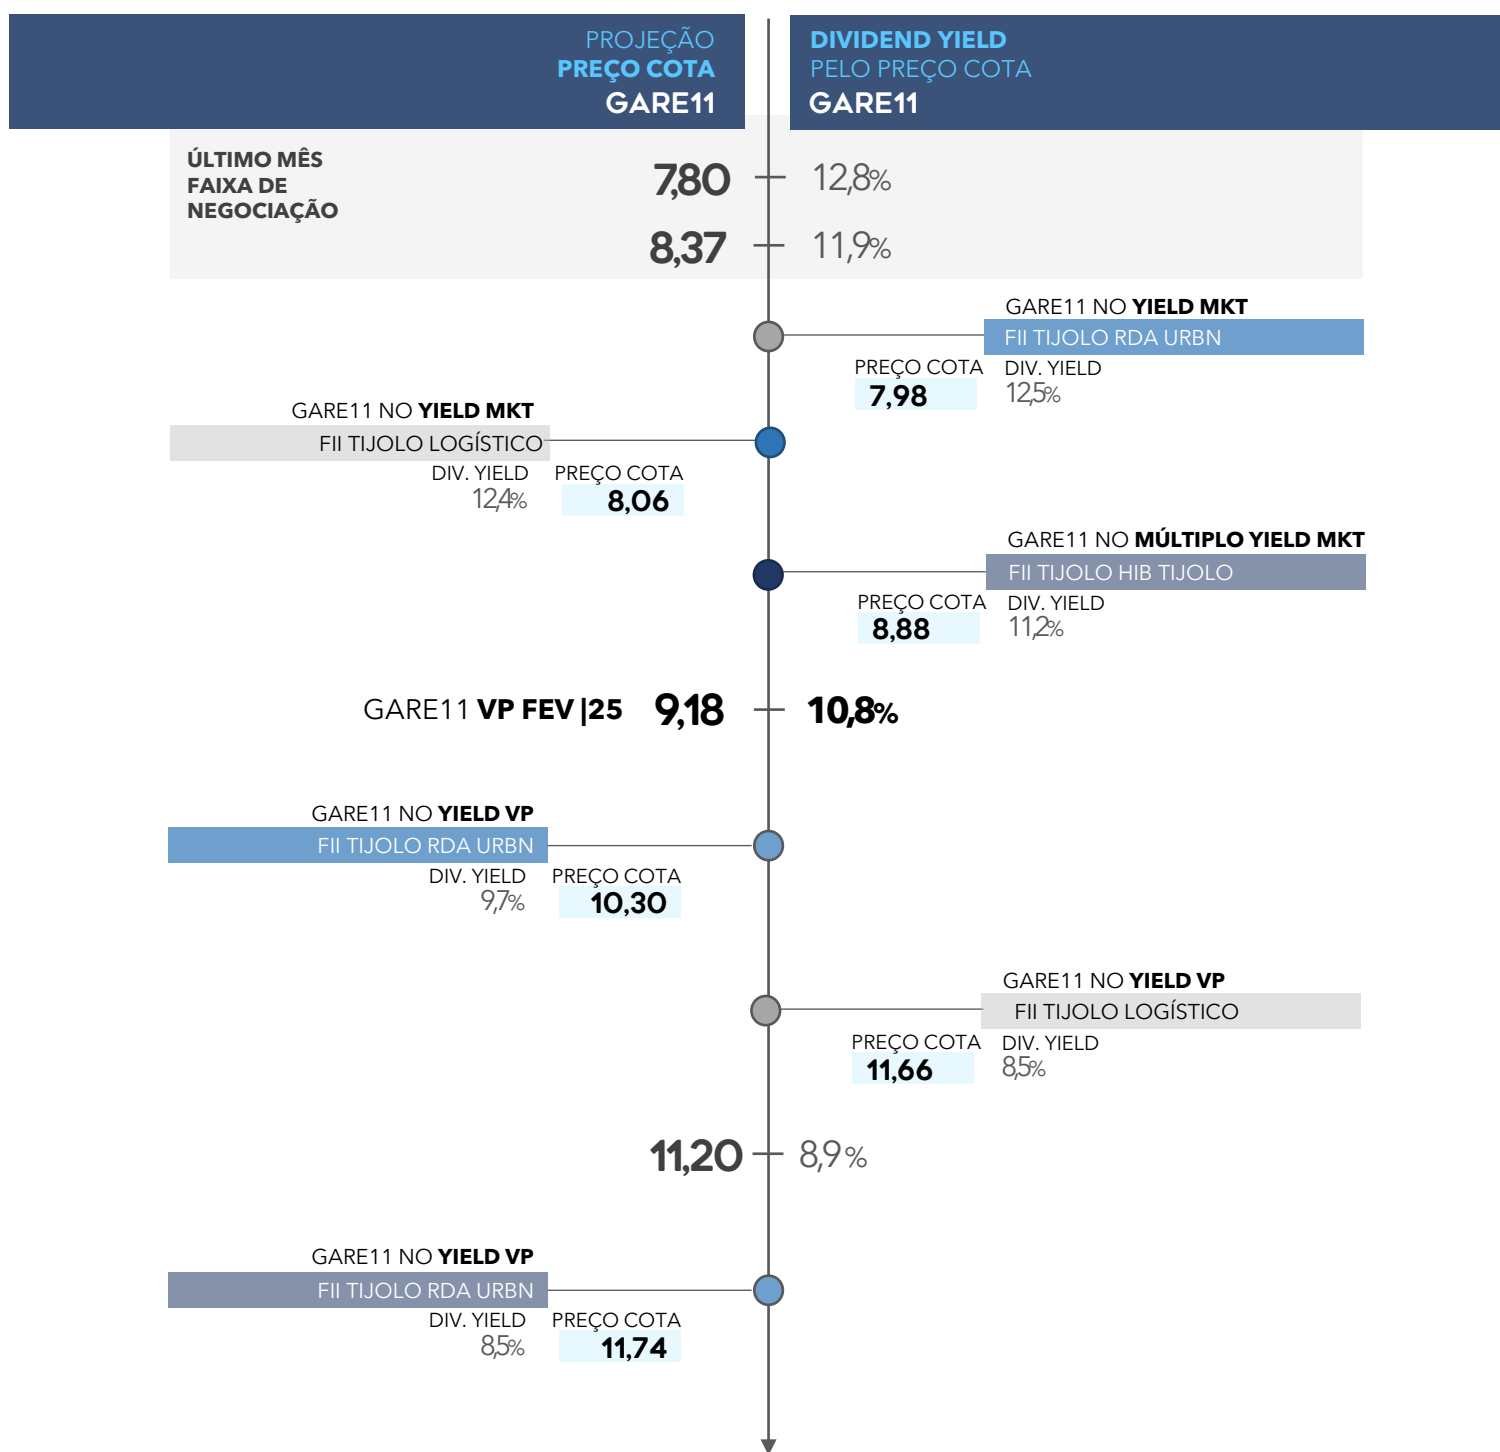 PROJEÇÃO
PREÇO COTA
GARE11
DIVIDEND YIELD
PELO PREÇO COTA
GARE11
ÚLTIMO MÊS
FAIXA DE
NEGOCIAÇÃO
7,80
12,8%
8,37
11,9%
GARE11 NO YIELD MKT
FII TIJOLO RDA URBN
PREÇO COTA
DIV. YIELD
7,98
12,5%
GARE11 NO YIELD MKT
FII TIJOLO LOGÍSTICO
DIV. YIELD
PREÇO COTA
12,4%
8,06
GARE11 NO MÚLTIPLO YIELD MKT
FII TIJOLO HIB TIJOLO
PREÇO COTA
DIV. YIELD
8,88
11,2%
GARE11 VP FEV |25
9,18
10,8%
GARE11 NO YIELD VP
FII TIJOLO RDA URBN
DIV. YIELD
PREÇO COTA
9,7%
10,30
GARE11 NO YIELD VP
FII TIJOLO LOGÍSTICO
PREÇO COTA
DIV. YIELD
11,66
8,5%
11,20
8,9%
GARE11 NO YIELD VP
FII TIJOLO RDA URBN
DIV. YIELD
PREÇO COTA
8,5%
11,74